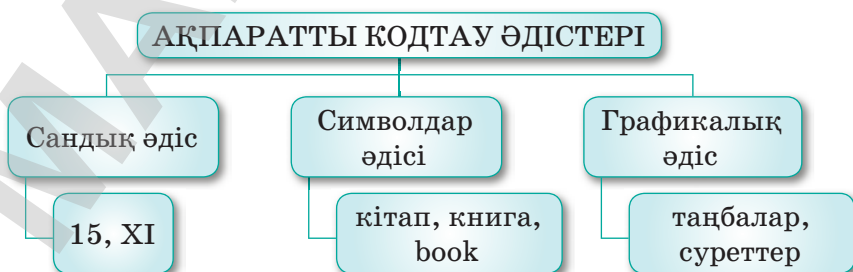 АҚПАРАТТЫ КОДТАУ ӘДІСТЕРІ
Сандық әдіс
15, XI
Символдар
әдісі
кітап, книга,
book
Графикалық
әдіс
таңбалар,
суреттер